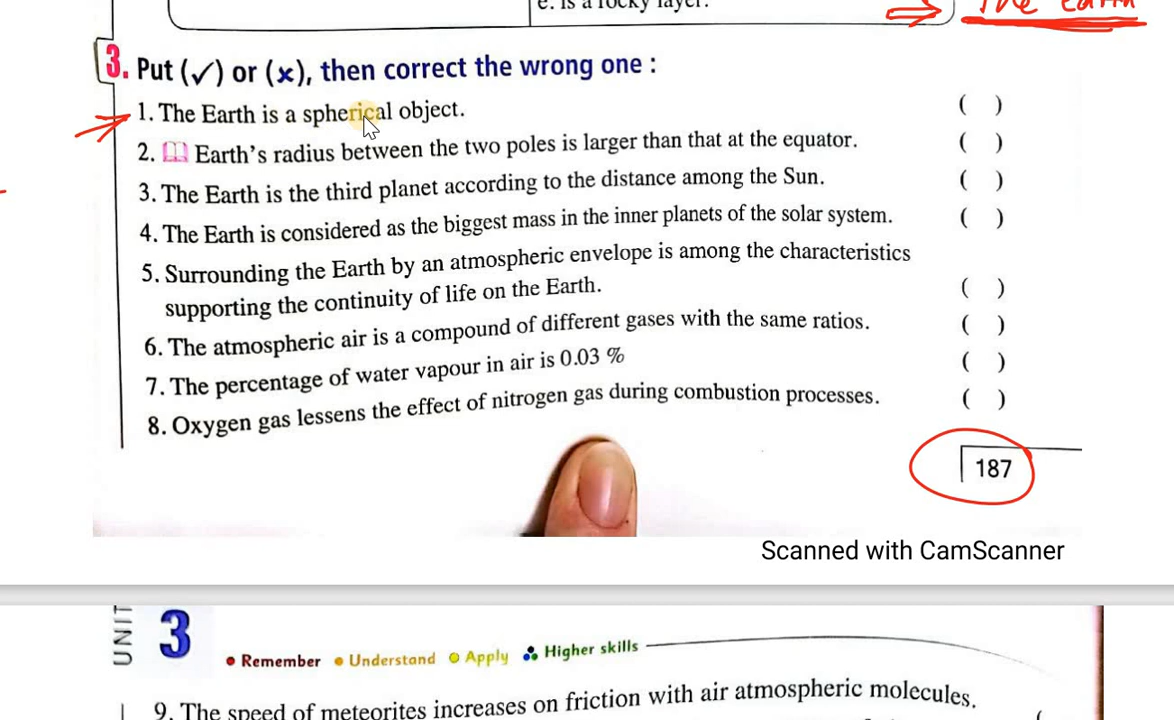 e. is a rocky layer.
The earth
3. Put (✓) or (x), then correct the wrong one :
1. The Earth is a spherical object. ( )
2. Earth's radius between the two poles is larger than that at the equator. ( )
3. The Earth is the third planet according to the distance among the Sun. ( )
4. The Earth is considered as the biggest mass in the inner planets of the solar system. ( )
5. Surrounding the Earth by an atmospheric envelope is among the characteristics
supporting the continuity of life on the Earth. ( )
6. The atmospheric air is a compound of different gases with the same ratios. ( )
7. The percentage of water vapour in air is 0.03 % ( )
8. Oxygen gas lessens the effect of nitrogen gas during combustion processes. ( )
187
Scanned with CamScanner
UNIT 3
• Remember • Understand • Apply Higher skills
9. The speed of meteorites increases on friction with air atmospheric molecules.